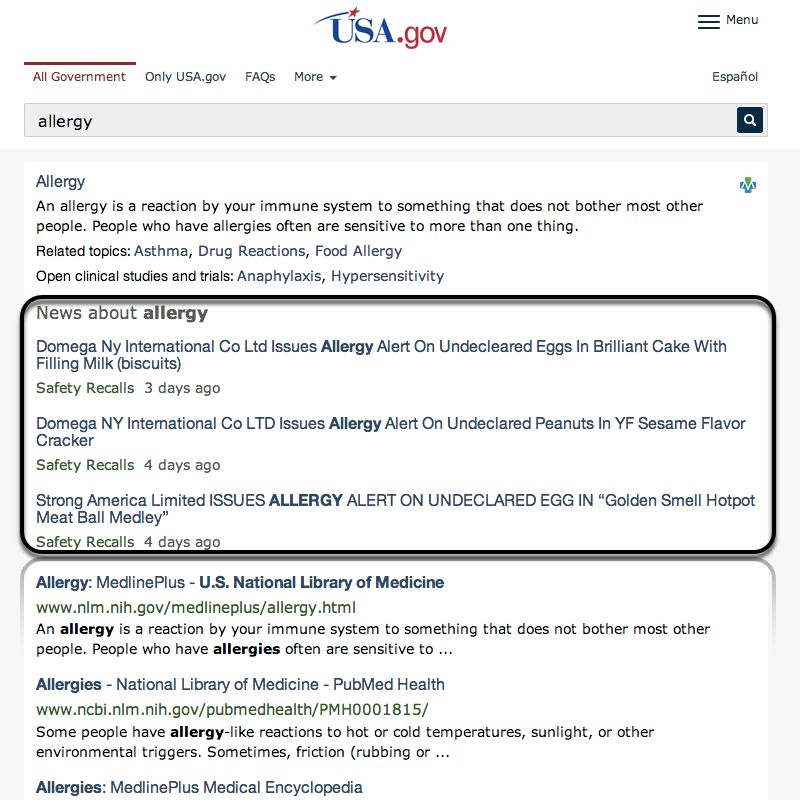 USA.gov
Menu
All Government Only USA.gov FAQs More Español
allergy
Allergy
An allergy is a reaction by your immune system to something that does not bother most other
people. People who have allergies often are sensitive to more than one thing.
Related topics: Asthma, Drug Reactions, Food Allergy
Open clinical studies and trials: Anaphylaxis, Hypersensitivity
News about allergy
Domega Ny International Co Ltd Issues Allergy Alert On Undecleared Eggs In Brilliant Cake With
Filling Milk (biscuits)
Safety Recalls 3 days ago
Domega NY International Co LTD Issues Allergy Alert On Undeclared Peanuts In YF Sesame Flavor
Cracker
Safety Recalls 4 days ago
Strong America Limited ISSUES ALLERGY ALERT ON UNDECLARED EGG IN “Golden Smell Hotpot
Meat Ball Medley”
Safety Recalls 4 days ago
Allergy: MedlinePlus - U.S. National Library of Medicine
www.nlm.nih.gov/medlineplus/allergy.html
An allergy is a reaction by your immune system to something that does not bother most other
people. People who have allergies often are sensitive to ...
Allergies - National Library of Medicine - PubMed Health
www.ncbi.nlm.nih.gov/pubmedhealth/PMH0001815/
Some people have allergy-like reactions to hot or cold temperatures, sunlight, or other
environmental triggers. Sometimes, friction (rubbing or ...
Allergies: MedlinePlus Medical Encyclopedia